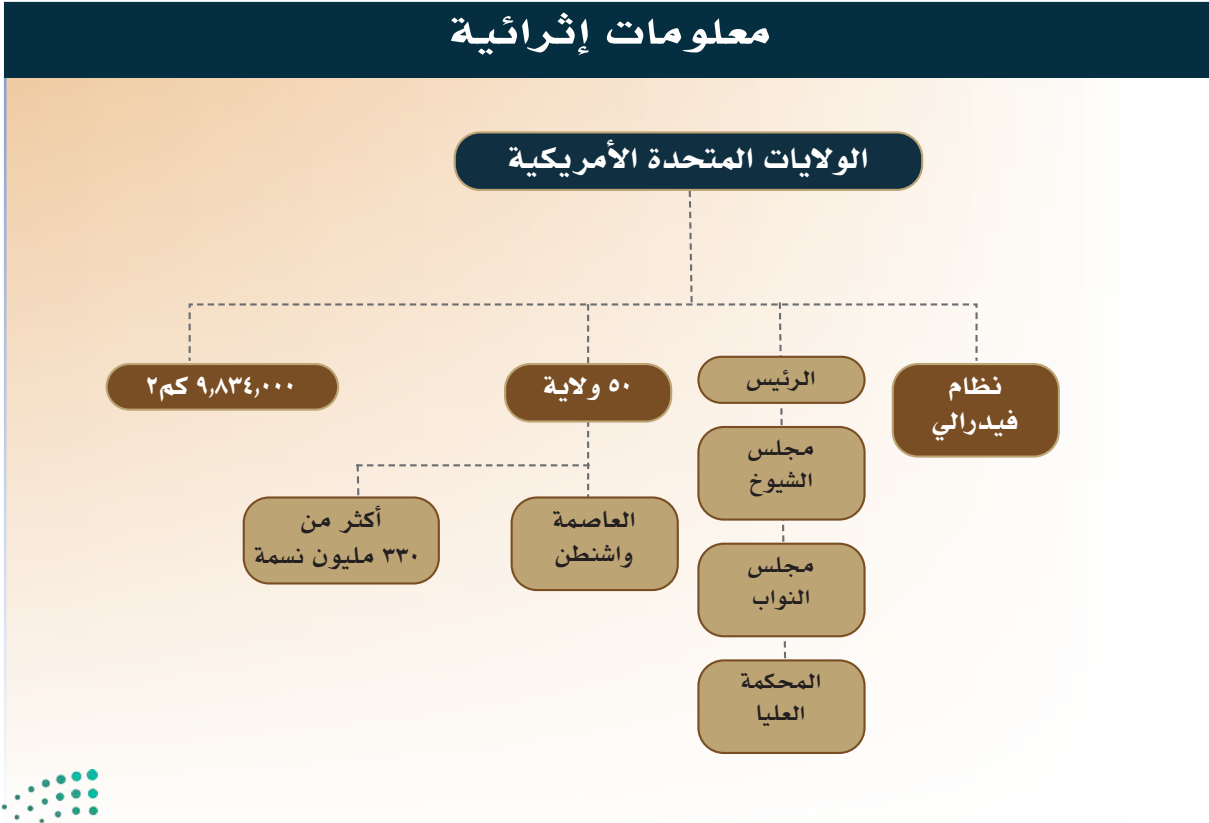 معلومات إثرائية
الولايات المتحدة الأمريكية
نظام
فيدرالي
الرئيس
مجلس
الشيوخ
مجلس
النواب
المحكمة
العليا
٥٠ ولاية
العاصمة
واشنطن
أكثر من
٣٣٠ مليون نسمة
٩,٨٣٤,٠٠٠ كم٢